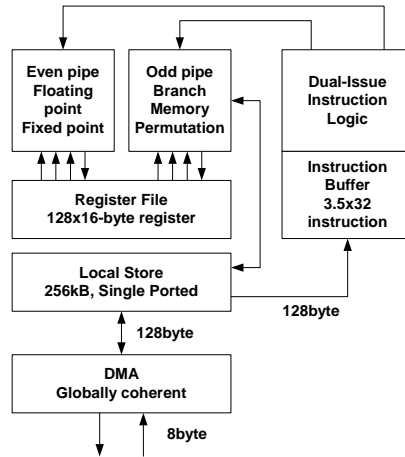 Even pipe
Floating
point
Fixed point
Odd pipe
Branch
Memory
Permutation
Dual-Issue
Instruction
Logic
Instruction
Buffer
3.5x32
instruction
Register File
128x16-byte register
Local Store
256kB, Single Ported
128byte
128byte
DMA
Globally coherent
8byte